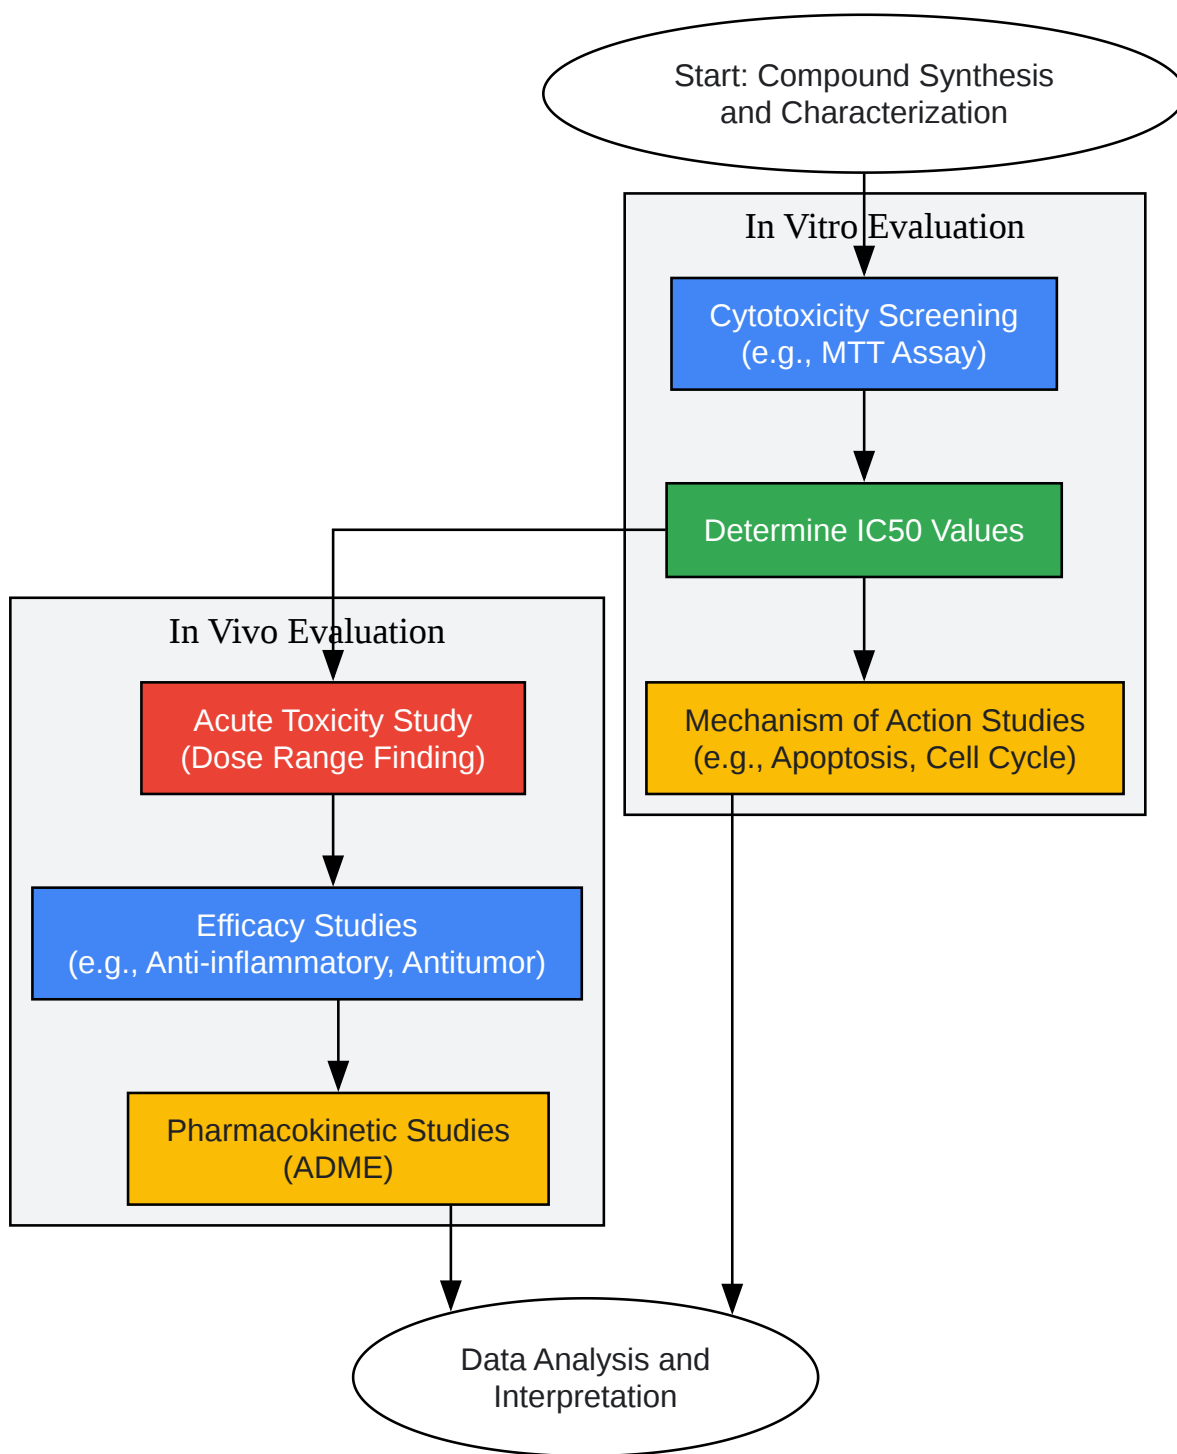 Start: Compound Synthesis
and Characterization
In Vitro Evaluation
Cytotoxicity Screening
(e.g., MTT Assay)
Determine IC50 Values
Mechanism of Action Studies
(e.g., Apoptosis, Cell Cycle)
In Vivo Evaluation
Acute Toxicity Study
(Dose Range Finding)
Efficacy Studies
(e.g., Anti-inflammatory, Antitumor)
Pharmacokinetic Studies
(ADME)
Data Analysis and
Interpretation